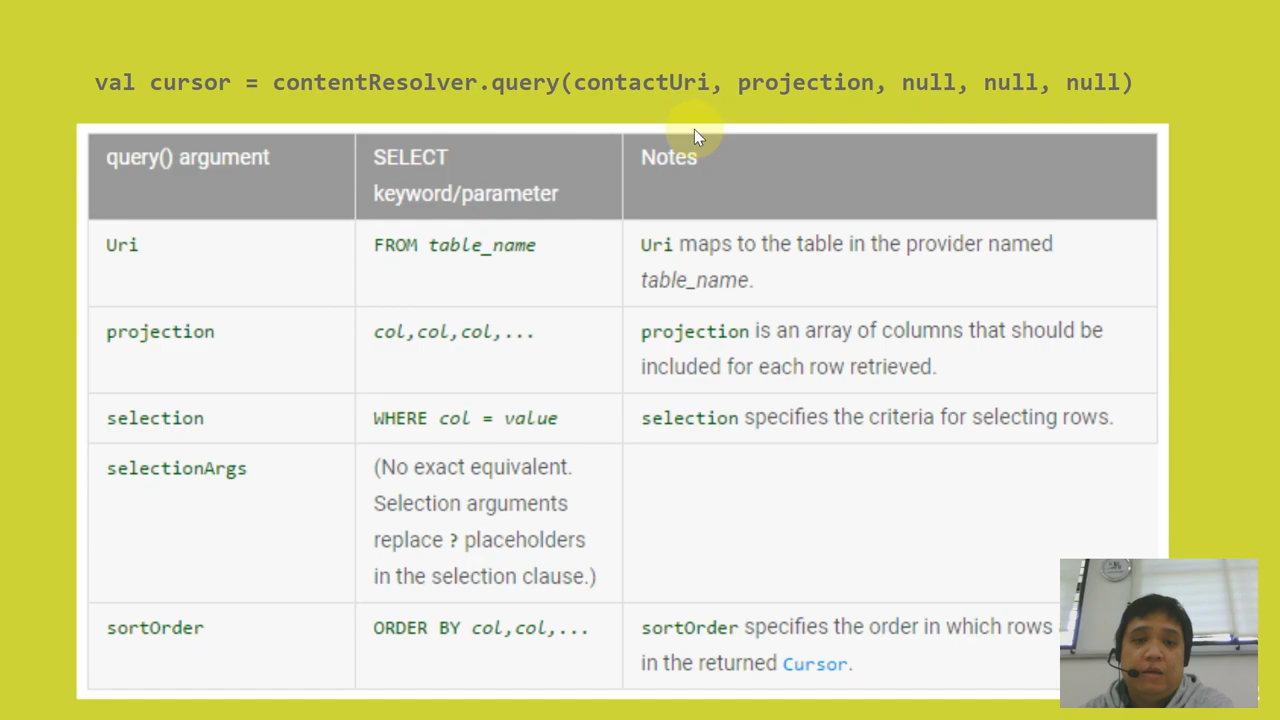 val cursor = contentResolver.query(contactUri, projection, null, null, null)
query() argument
SELECT
keyword/parameter
Notes
Uri
FROM table_name
Uri maps to the table in the provider named
table_name.
projection
col,col,col,...
projection is an array of columns that should be
included for each row retrieved.
selection
WHERE col = value
selection specifies the criteria for selecting rows.
selectionArgs
(No exact equivalent.
Selection arguments
replace ? placeholders
in the selection clause.)
sortOrder
ORDER BY col,col,...
sortOrder specifies the order in which rows
in the returned Cursor.